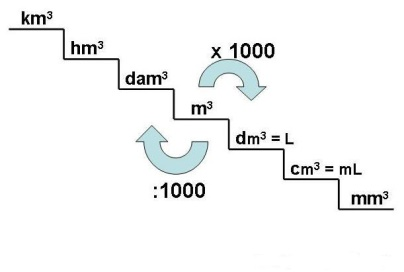 km³
hm³
x 1000
dam³
m³
dm³ = L
cm³ = mL
:1000
mm³